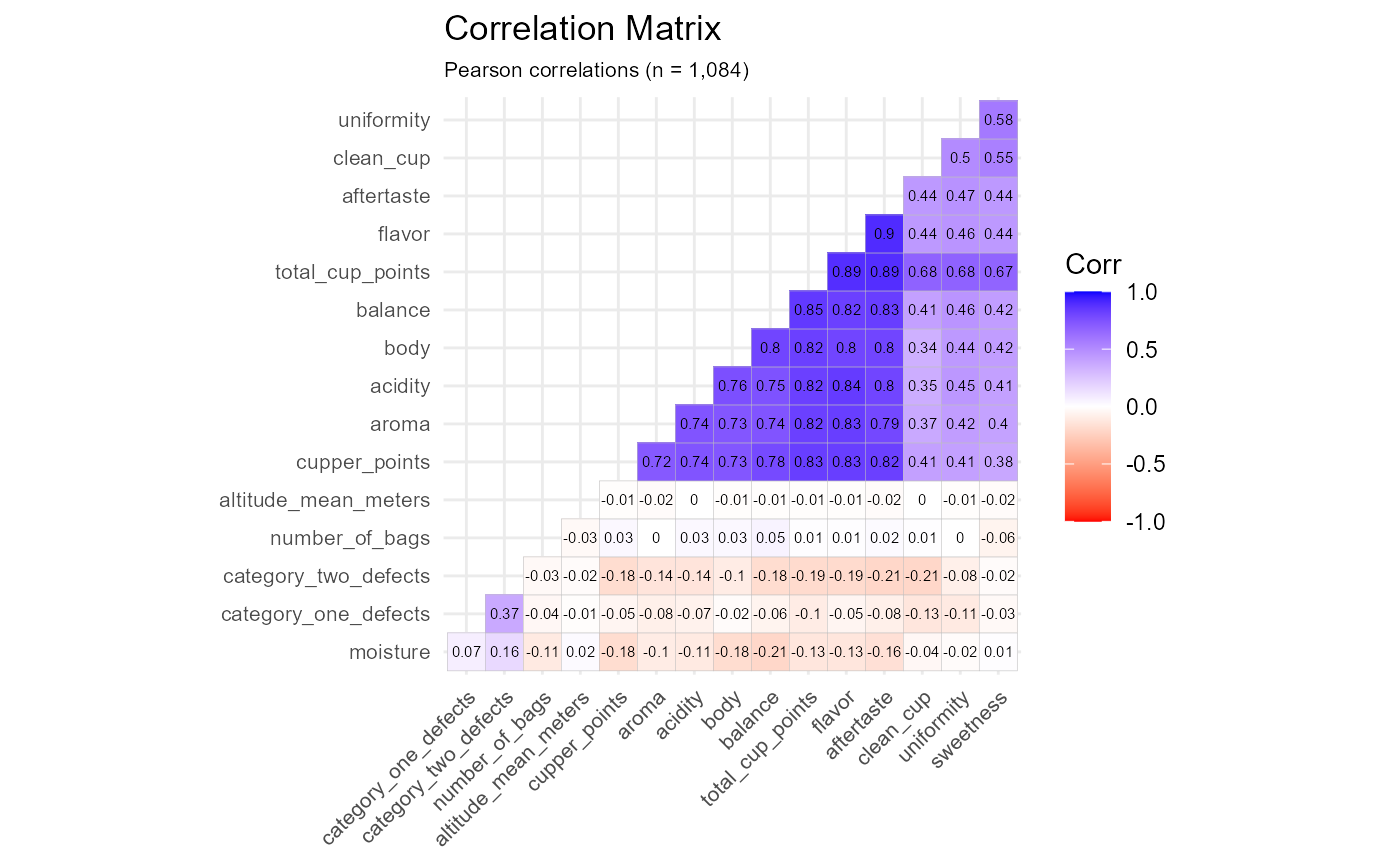 Correlation Matrix
Pearson correlations (n = 1,084)
uniformity 0.58
clean_cup 0.5 0.55
aftertaste 0.44 0.47 0.44
flavor 0.9 0.44 0.46 0.44
total_cup_points 0.89 0.89 0.68 0.68 0.67
balance 0.85 0.82 0.83 0.41 0.46 0.42
body 0.8 0.82 0.8 0.8 0.34 0.44 0.42
acidity 0.76 0.75 0.82 0.84 0.8 0.35 0.45 0.41
aroma 0.74 0.73 0.74 0.82 0.83 0.79 0.37 0.42 0.4
cupper_points 0.72 0.74 0.73 0.78 0.83 0.83 0.82 0.41 0.41 0.38
altitude_mean_meters -0.01 -0.02 0 -0.01 -0.01 -0.01 -0.01 -0.02 0 -0.01 -0.02
number_of_bags -0.03 0.03 0 0.03 0.03 0.05 0.01 0.01 0.02 0.01 0 -0.06
category_two_defects -0.03 -0.02 -0.18 -0.14 -0.14 -0.1 -0.18 -0.19 -0.19 -0.21 -0.21 -0.08 -0.02
category_one_defects 0.37 -0.04 -0.01 -0.05 -0.08 -0.07 -0.02 -0.06 -0.1 -0.05 -0.08 -0.13 -0.11 -0.03
moisture 0.07 0.16 -0.11 0.02 -0.18 -0.1 -0.11 -0.18 -0.21 -0.13 -0.13 -0.16 -0.04 -0.02 0.01
category_one_defects
category_two_defects
number_of_bags
altitude_mean_meters
cupper_points
aroma
acidity
body
balance
total_cup_points
flavor
aftertaste
clean_cup
uniformity
sweetness
Corr
1.0
0.5
0.0
-0.5
-1.0